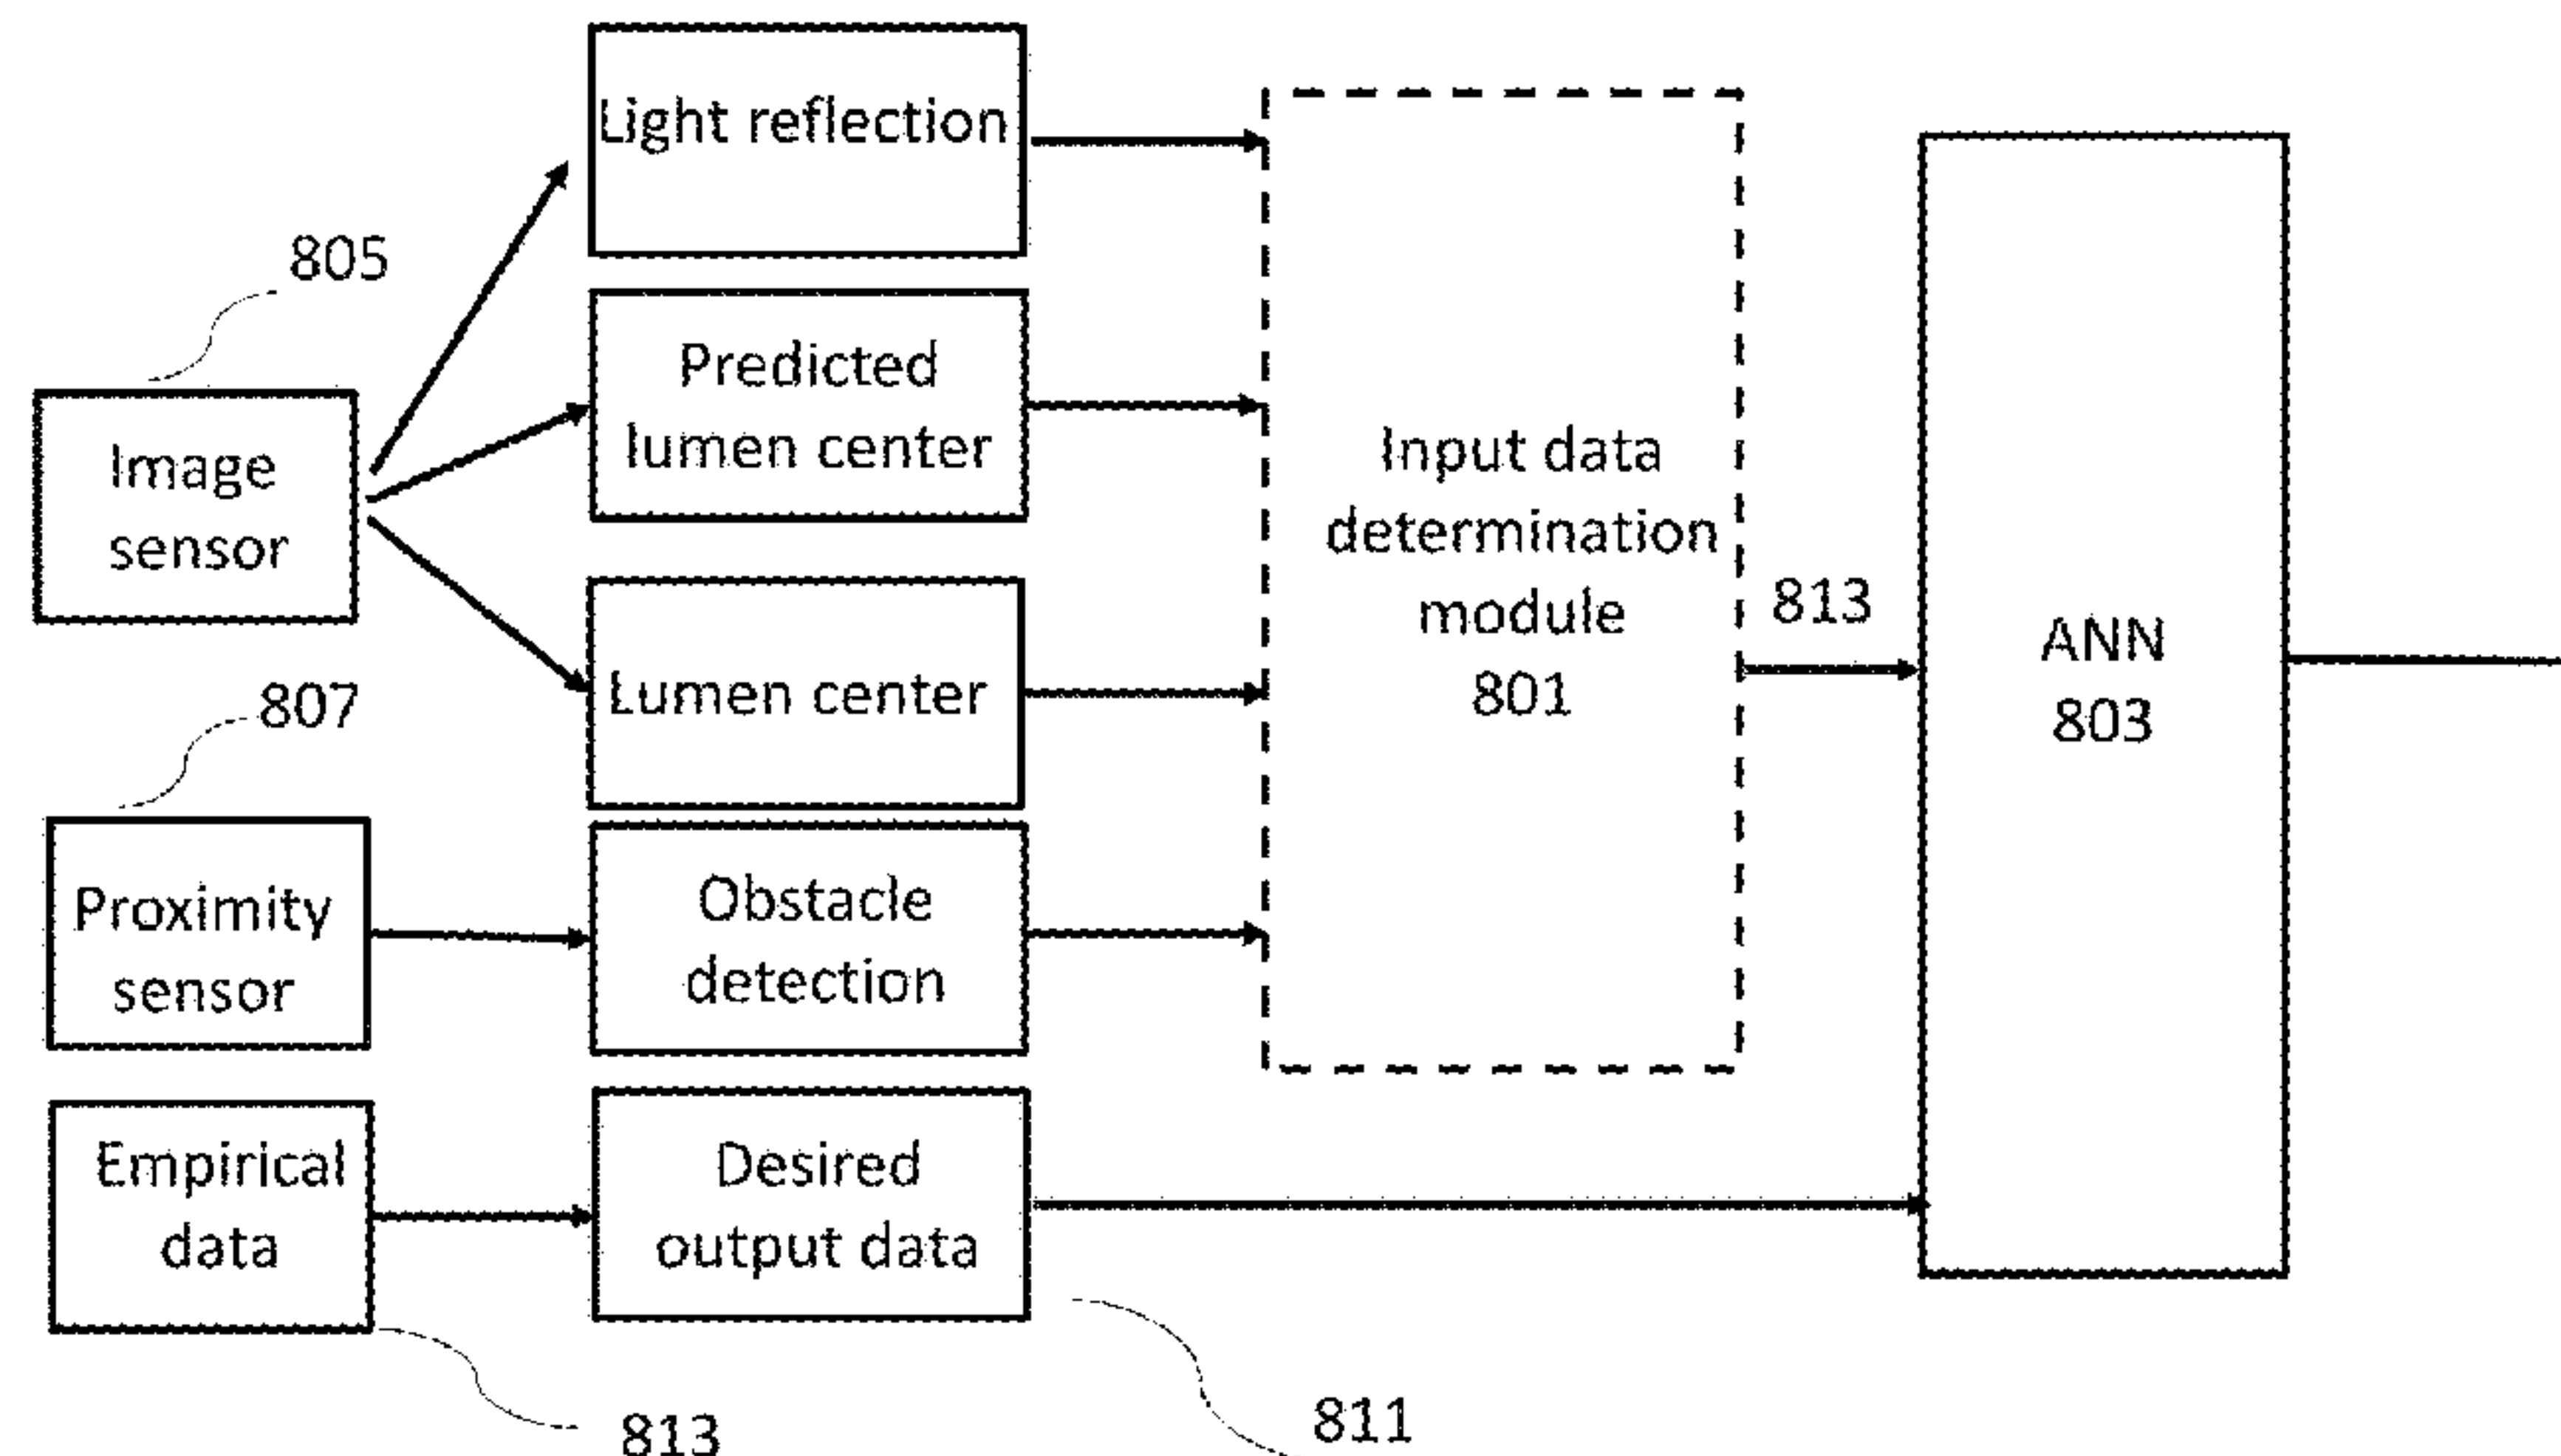 Light reflection
805
Predicted
lumen center
Image
sensor
Input data
determination
module
801
813
ANN
803
Lumen center
807
Proximity
sensor
Obstacle
detection
Empirical
data
Desired
output data
813
811